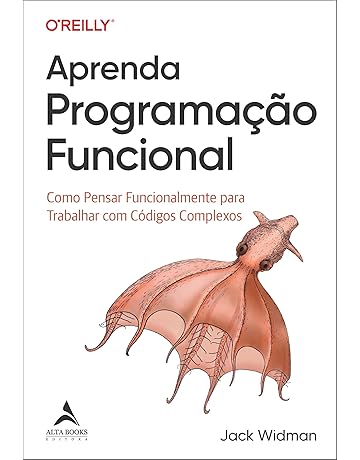 O'REILLY®
Aprenda
Programação
Funcional
Como Pensar Funcionalmente para
Trabalhar com Códigos Complexos
ALTA BOOKS
EDITORA
Jack Widman